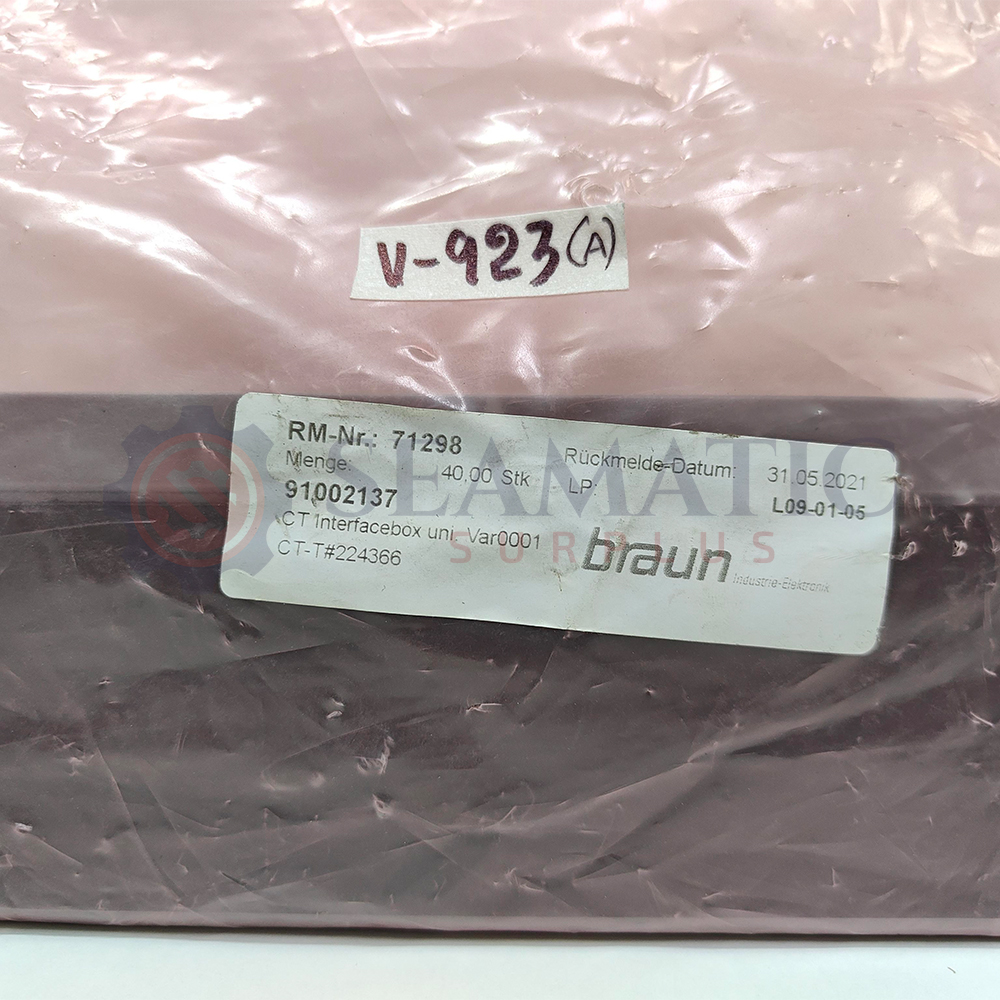 V-923 (A)
RM-Nr.: 71298 Rückmelde-Datum: 31.05.2021
Menge: 40,00 Stk LP: L09-01-05
91002137
CT Interfacebox uni. Var0001
CT-T#224366
braun Industrie-Elektronik
SEAMATIC
SURPLUS